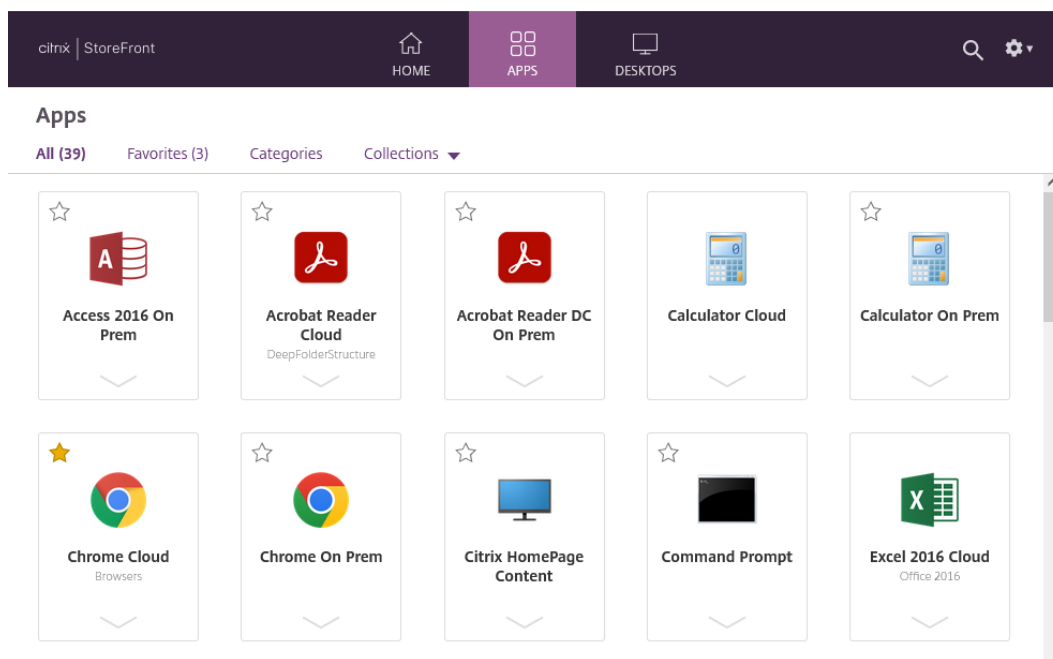 citrix | StoreFront
HOME
APPS
DESKTOPS
Apps
All (39)
Favorites (3)
Categories
Collections
A
Access 2016 On
Prem
Acrobat Reader
Cloud
DeepFolderStructure
Acrobat Reader DC
On Prem
0
Calculator Cloud
0
Calculator On Prem
Chrome Cloud
Browsers
Chrome On Prem
Citrix HomePage
Content
Command Prompt
X
Excel 2016 Cloud
Office 2016